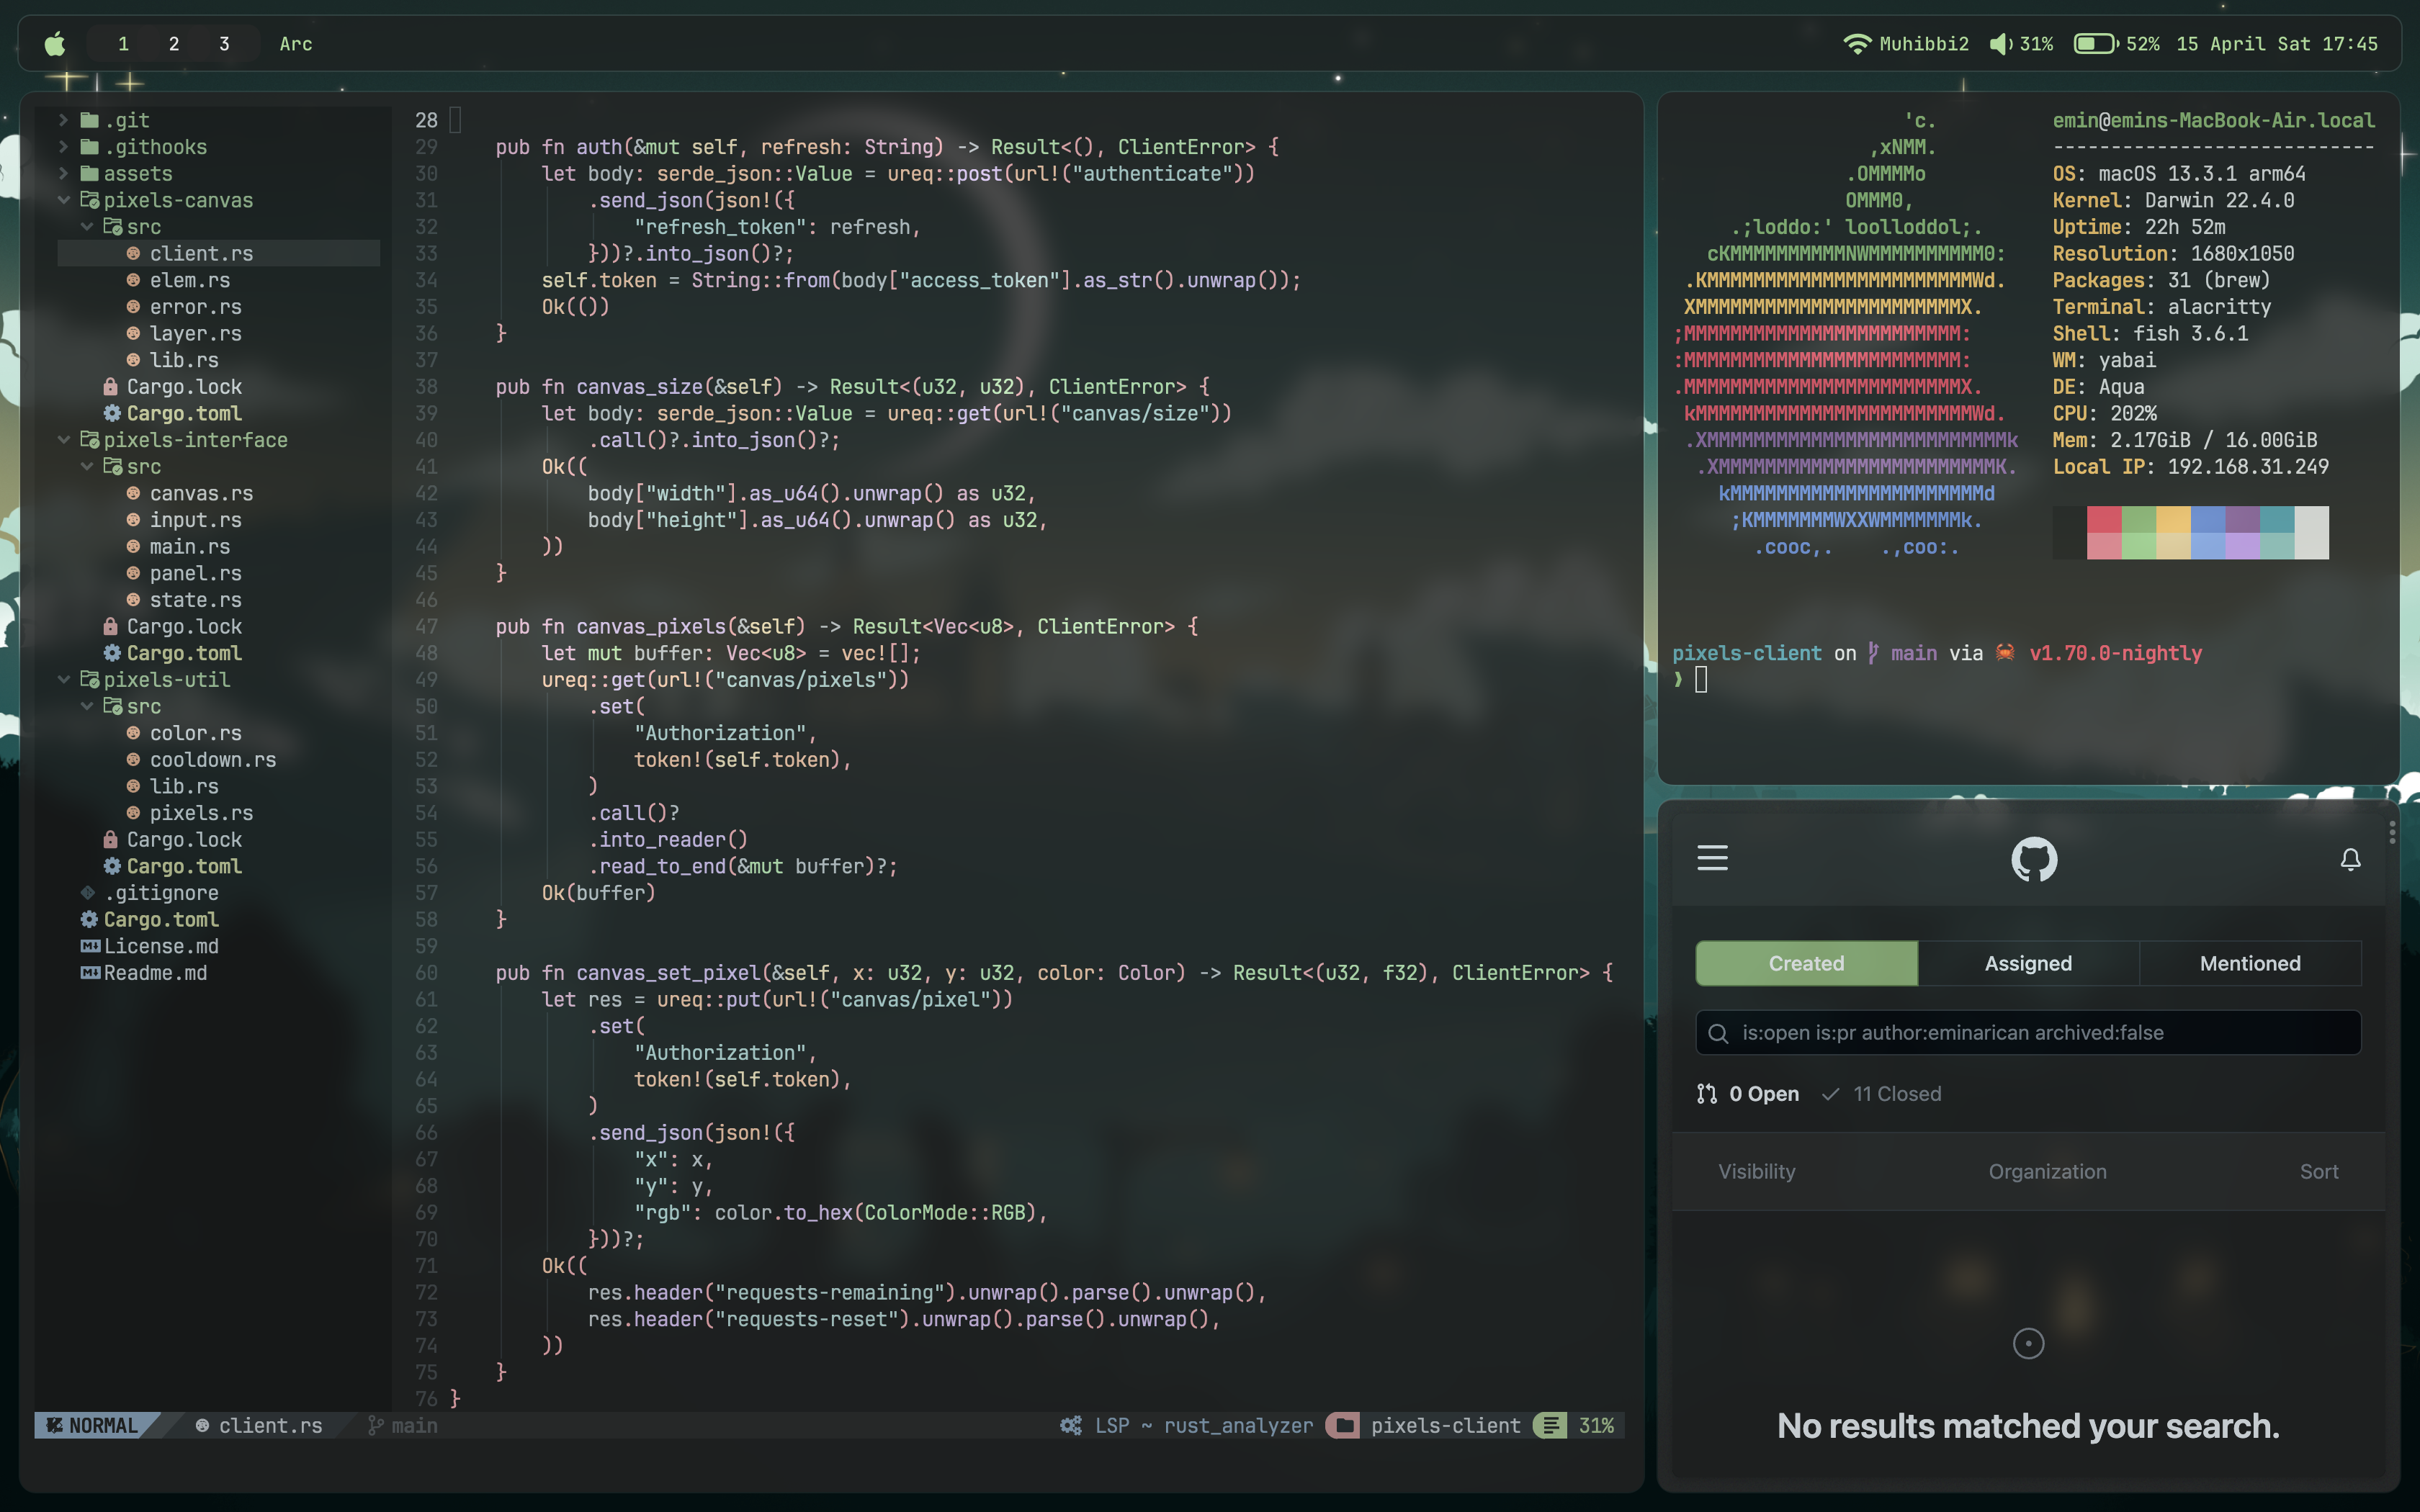 1 2 3 Arc
Muhibbi2 31% 52% 15 April Sat 17:45
.git
.githooks
assets
pixels-canvas
src
client.rs
elem.rs
error.rs
layer.rs
lib.rs
Cargo.lock
Cargo.toml
pixels-interface
src
canvas.rs
input.rs
main.rs
panel.rs
state.rs
Cargo.lock
Cargo.toml
pixels-util
src
color.rs
cooldown.rs
lib.rs
pixels.rs
Cargo.lock
Cargo.toml
.gitignore
Cargo.toml
License.md
Readme.md
28
29 pub fn auth(&mut self, refresh: String) -> Result<(), ClientError> {
30 let body: serde_json::Value = ureq::post(url!("authenticate"))
31 .send_json(json!({
32 "refresh_token": refresh,
33 }))?.into_json()?;
34 self.token = String::from(body["access_token"].as_str().unwrap());
35 Ok(())
36 }
37
38 pub fn canvas_size(&self) -> Result<(u32, u32), ClientError> {
39 let body: serde_json::Value = ureq::get(url!("canvas/size"))
40 .call()?.into_json()?;
41 Ok((
42 body["width"].as_u64().unwrap() as u32,
43 body["height"].as_u64().unwrap() as u32,
44 ))
45 }
46
47 pub fn canvas_pixels(&self) -> Result<Vec<u8>, ClientError> {
48 let mut buffer: Vec<u8> = vec![];
49 ureq::get(url!("canvas/pixels"))
50 .set(
51 "Authorization",
52 token!(self.token),
53 )
54 .call()?
55 .into_reader()
56 .read_to_end(&mut buffer)?;
57 Ok(buffer)
58 }
59
60 pub fn canvas_set_pixel(&self, x: u32, y: u32, color: Color) -> Result<(u32, f32), ClientError> {
61 let res = ureq::put(url!("canvas/pixel"))
62 .set(
63 "Authorization",
64 token!(self.token),
65 )
66 .send_json(json!({
67 "x": x,
68 "y": y,
69 "rgb": color.to_hex(ColorMode::RGB),
70 }))?;
71 Ok((
72 res.header("requests-remaining").unwrap().parse().unwrap(),
73 res.header("requests-reset").unwrap().parse().unwrap(),
74 ))
75 }
76 }
NORMAL client.rs main LSP ~ rust_analyzer pixels-client 31%
'c.
,xNMM.
.OMMMMo
OMMM0,
.;loddo:' loolloddol;.
cKMMMMMMMMMMNWMMMMMMMMMM0:
.KMMMMMMMMMMMMMMMMMMMMMMMWd.
XMMMMMMMMMMMMMMMMMMMMMMMX.
;MMMMMMMMMMMMMMMMMMMMMMMM:
:MMMMMMMMMMMMMMMMMMMMMMMM:
.MMMMMMMMMMMMMMMMMMMMMMMMX.
kMMMMMMMMMMMMMMMMMMMMMMMMWd.
.XMMMMMMMMMMMMMMMMMMMMMMMMMMk
.XMMMMMMMMMMMMMMMMMMMMMMMMK.
kMMMMMMMMMMMMMMMMMMMMMMd
;KMMMMMMMWXXWMMMMMMMk.
.cooc,. .,coo:.
emin@emins-MacBook-Air.local
----------------------------
OS: macOS 13.3.1 arm64
Kernel: Darwin 22.4.0
Uptime: 22h 52m
Resolution: 1680x1050
Packages: 31 (brew)
Terminal: alacritty
Shell: fish 3.6.1
WM: yabai
DE: Aqua
CPU: 202%
Mem: 2.17GiB / 16.00GiB
Local IP: 192.168.31.249
pixels-client on main via 🦀 v1.70.0-nightly
❯
Created Assigned Mentioned
is:open is:pr author:eminarican archived:false
0 Open 11 Closed
Visibility Organization Sort
No results matched your search.